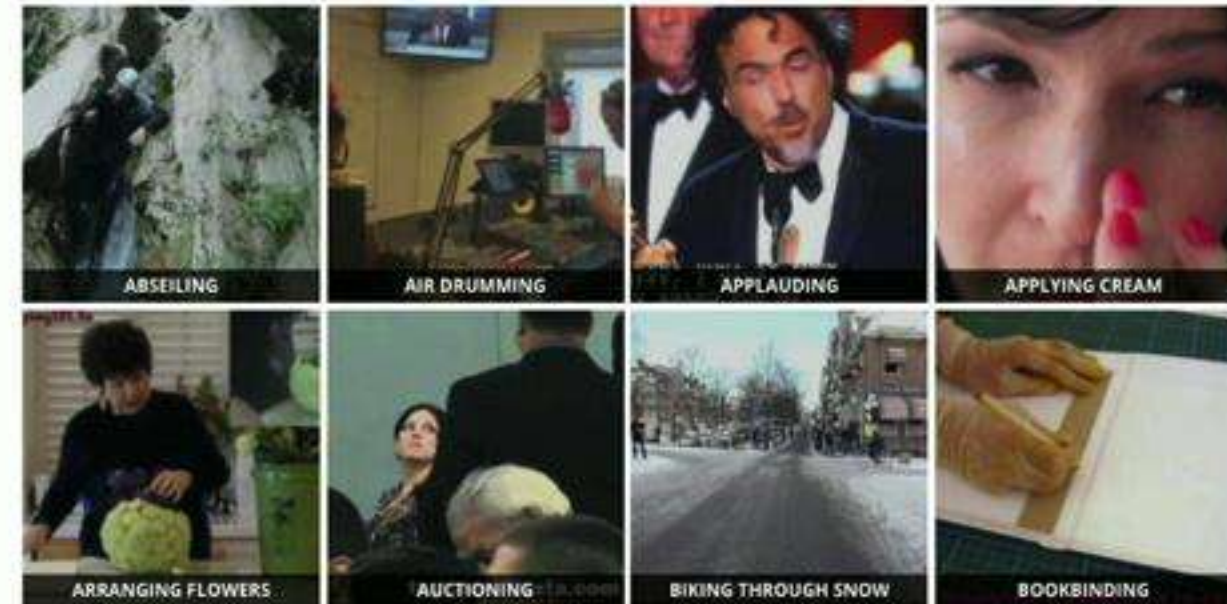 ABSEILING
AIR DRUMMING
APPLAUDING
APPLYING CREAM
ARRANGING FLOWERS
AUCTIONING
BIKING THROUGH SNOW
BOOKBINDING